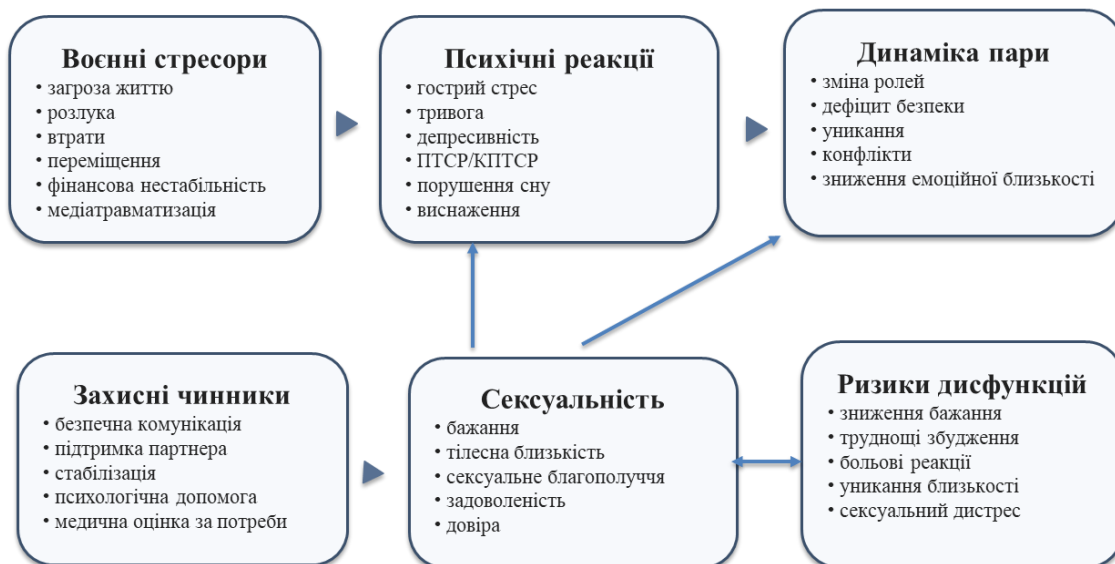 Воєнні стресори
• загроза життю
• розлука
• втрати
• переміщення
• фінансова нестабільність
• медіатравматизація
Психічні реакції
• гострий стрес
• тривога
• депресивність
• ПТСР/КПТСР
• порушення сну
• виснаження
Динаміка пари
• зміна ролей
• дефіцит безпеки
• уникання
• конфлікти
• зниження емоційної близькості
Захисні чинники
• безпечна комунікація
• підтримка партнера
• стабілізація
• психологічна допомога
• медична оцінка за потреби
Сексуальність
• бажання
• тілесна близькість
• сексуальне благополуччя
• задоволеність
• довіра
Ризики дисфункцій
• зниження бажання
• труднощі збудження
• больові реакції
• уникання близькості
• сексуальний дистрес